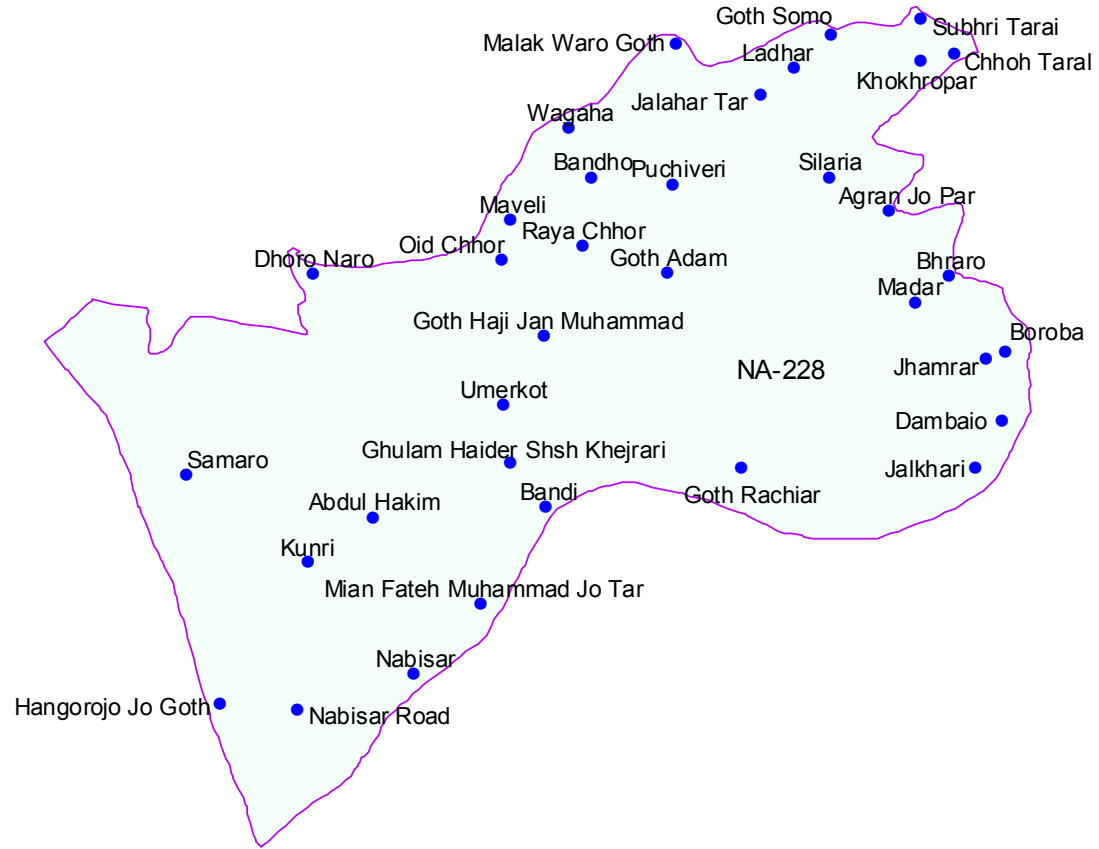 Goth Somo
Subhri Tarai
Malak Waro Goth
Ladhar
Chhoh Taral
Khokhropar
Jalahar Tar
Wagaha
Bandho
Puchiveri
Silaria
Agran Jo Par
Maveli
Raya Chhor
Oid Chhor
Dhoro Naro
Goth Adam
Bhraro
Madar
Goth Haji Jan Muhammad
Boroba
Jhamrar
NA-228
Umerkot
Dambaio
Ghulam Haider Shsh Khejrari
Samaro
Jalkhari
Bandi
Goth Rachiar
Abdul Hakim
Kunri
Mian Fateh Muhammad Jo Tar
Nabisar
Hangorojo Jo Goth
Nabisar Road